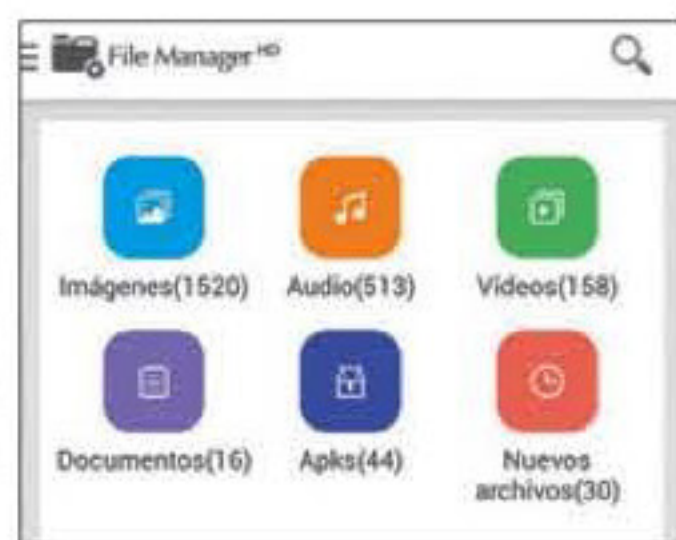 File Manager HD
Imágenes(1520) Audio(513) Vídeos(158)
Documentos(16) Apks(44) Nuevos
archivos(30)